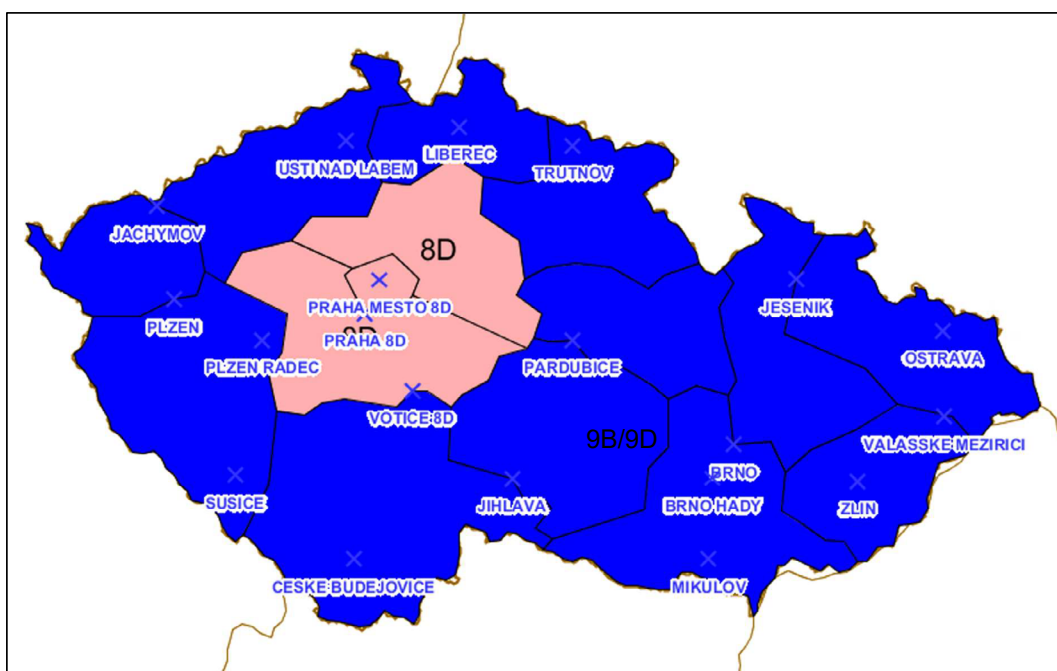 LIBEREC
USTI NAD LABEM
TRUTNOV
JACHYMOV
8D
JESENIK
PRAHA MESTO 8D
PLZEN
8D
PRAHA 8D
OSTRAVA
PLZEN RADEC
PARDUBICE
VOTICE 8D
9B/9D
VALASSKE MEZIRICI
BRNO
SUSICE
JIHLAVA
BRNO HADY
ZLIN
CESKE BUDEJOVICE
MIKULOV